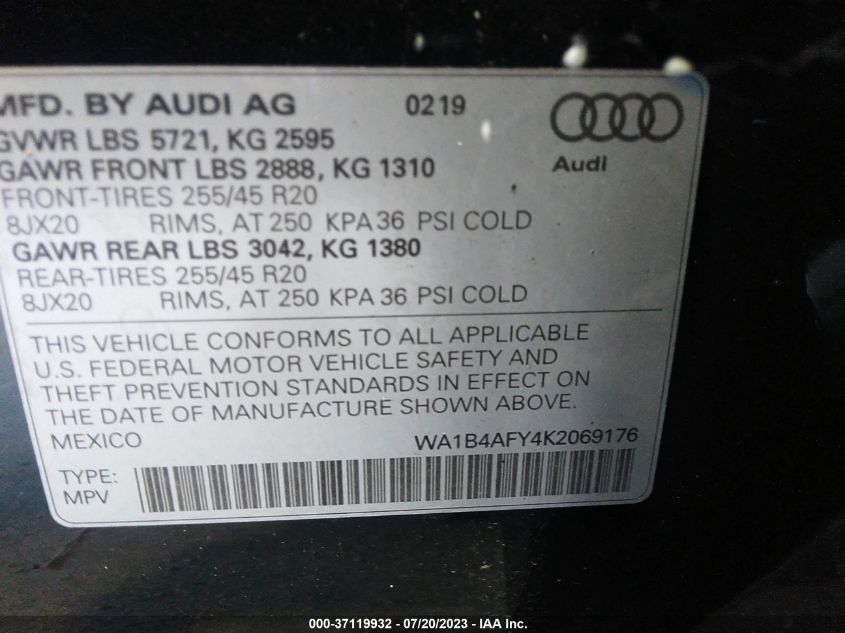 MFD. BY AUDI AG 0219
GVWR LBS 5721, KG 2595
GAWR FRONT LBS 2888, KG 1310
Audi
FRONT-TIRES 255/45 R20
8JX20 RIMS, AT 250 KPA 36 PSI COLD
GAWR REAR LBS 3042, KG 1380
REAR-TIRES 255/45 R20
8JX20 RIMS, AT 250 KPA 36 PSI COLD
THIS VEHICLE CONFORMS TO ALL APPLICABLE
U.S. FEDERAL MOTOR VEHICLE SAFETY AND
THEFT PREVENTION STANDARDS IN EFFECT ON
THE DATE OF MANUFACTURE SHOWN ABOVE.
MEXICO WA1B4AFY4K2069176
TYPE:
MPV
000-37119932 - 07/20/2023 - IAA Inc.